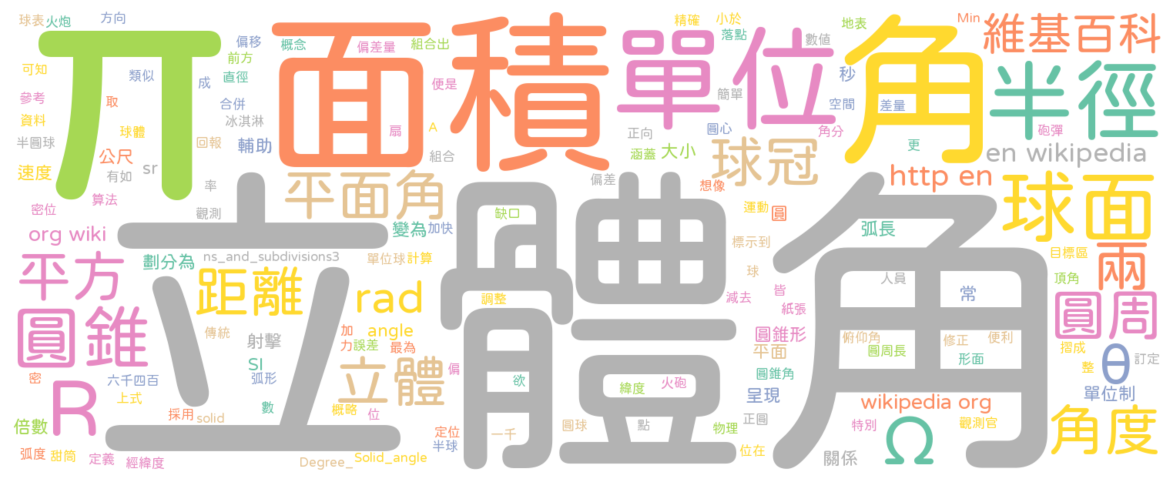 球表 火炮 方向
π
面積
單位
角
維基百科
半徑
立體角
偏移 概念 偏差量 組合出
精確 小於 落點 數值
地表 Min
可知 類似 前方 直徑 成
便是
參考 取 合併 冰淇淋
扇 A
簡單
秒 空間 差量
砲彈
資料 球體 輔助
半圓球 公尺 回報
組合
正向 圓心 角分
涵蓋 大小
球冠
更
en wikipedia
速度 有如 sr 率
平面角
偏差 想像
http en
球面
密位 算法 觀測
缺口
運動 圓
弧長
org wiki
變為 加快
標示到
目標區
兩
平方
劃分為 ns_and_subdivisions3
單位球 計算
球
人員
頂角
距離
rad
調整
減去 皆 紙張
常
圓周
圓錐
傳統 射擊
加 angle
力 誤差 最為
圓錐形
平面
俯仰角 修正 便利
圓周長 形面
θ
摺成
整 訂定
密 六千四百 SI 弧形
立體
偏 欲
緯度 火砲
圓錐角
呈現
單位制
R
上式
採用 solid 數 概略 位
圓球 點
正圓
wikipedia org
角度
倍數
定位 一千
物理
特別
Ω
觀測官
弧度 甜筒 定義 經緯度
Degree_ Solid_angle
半球
位在
關係